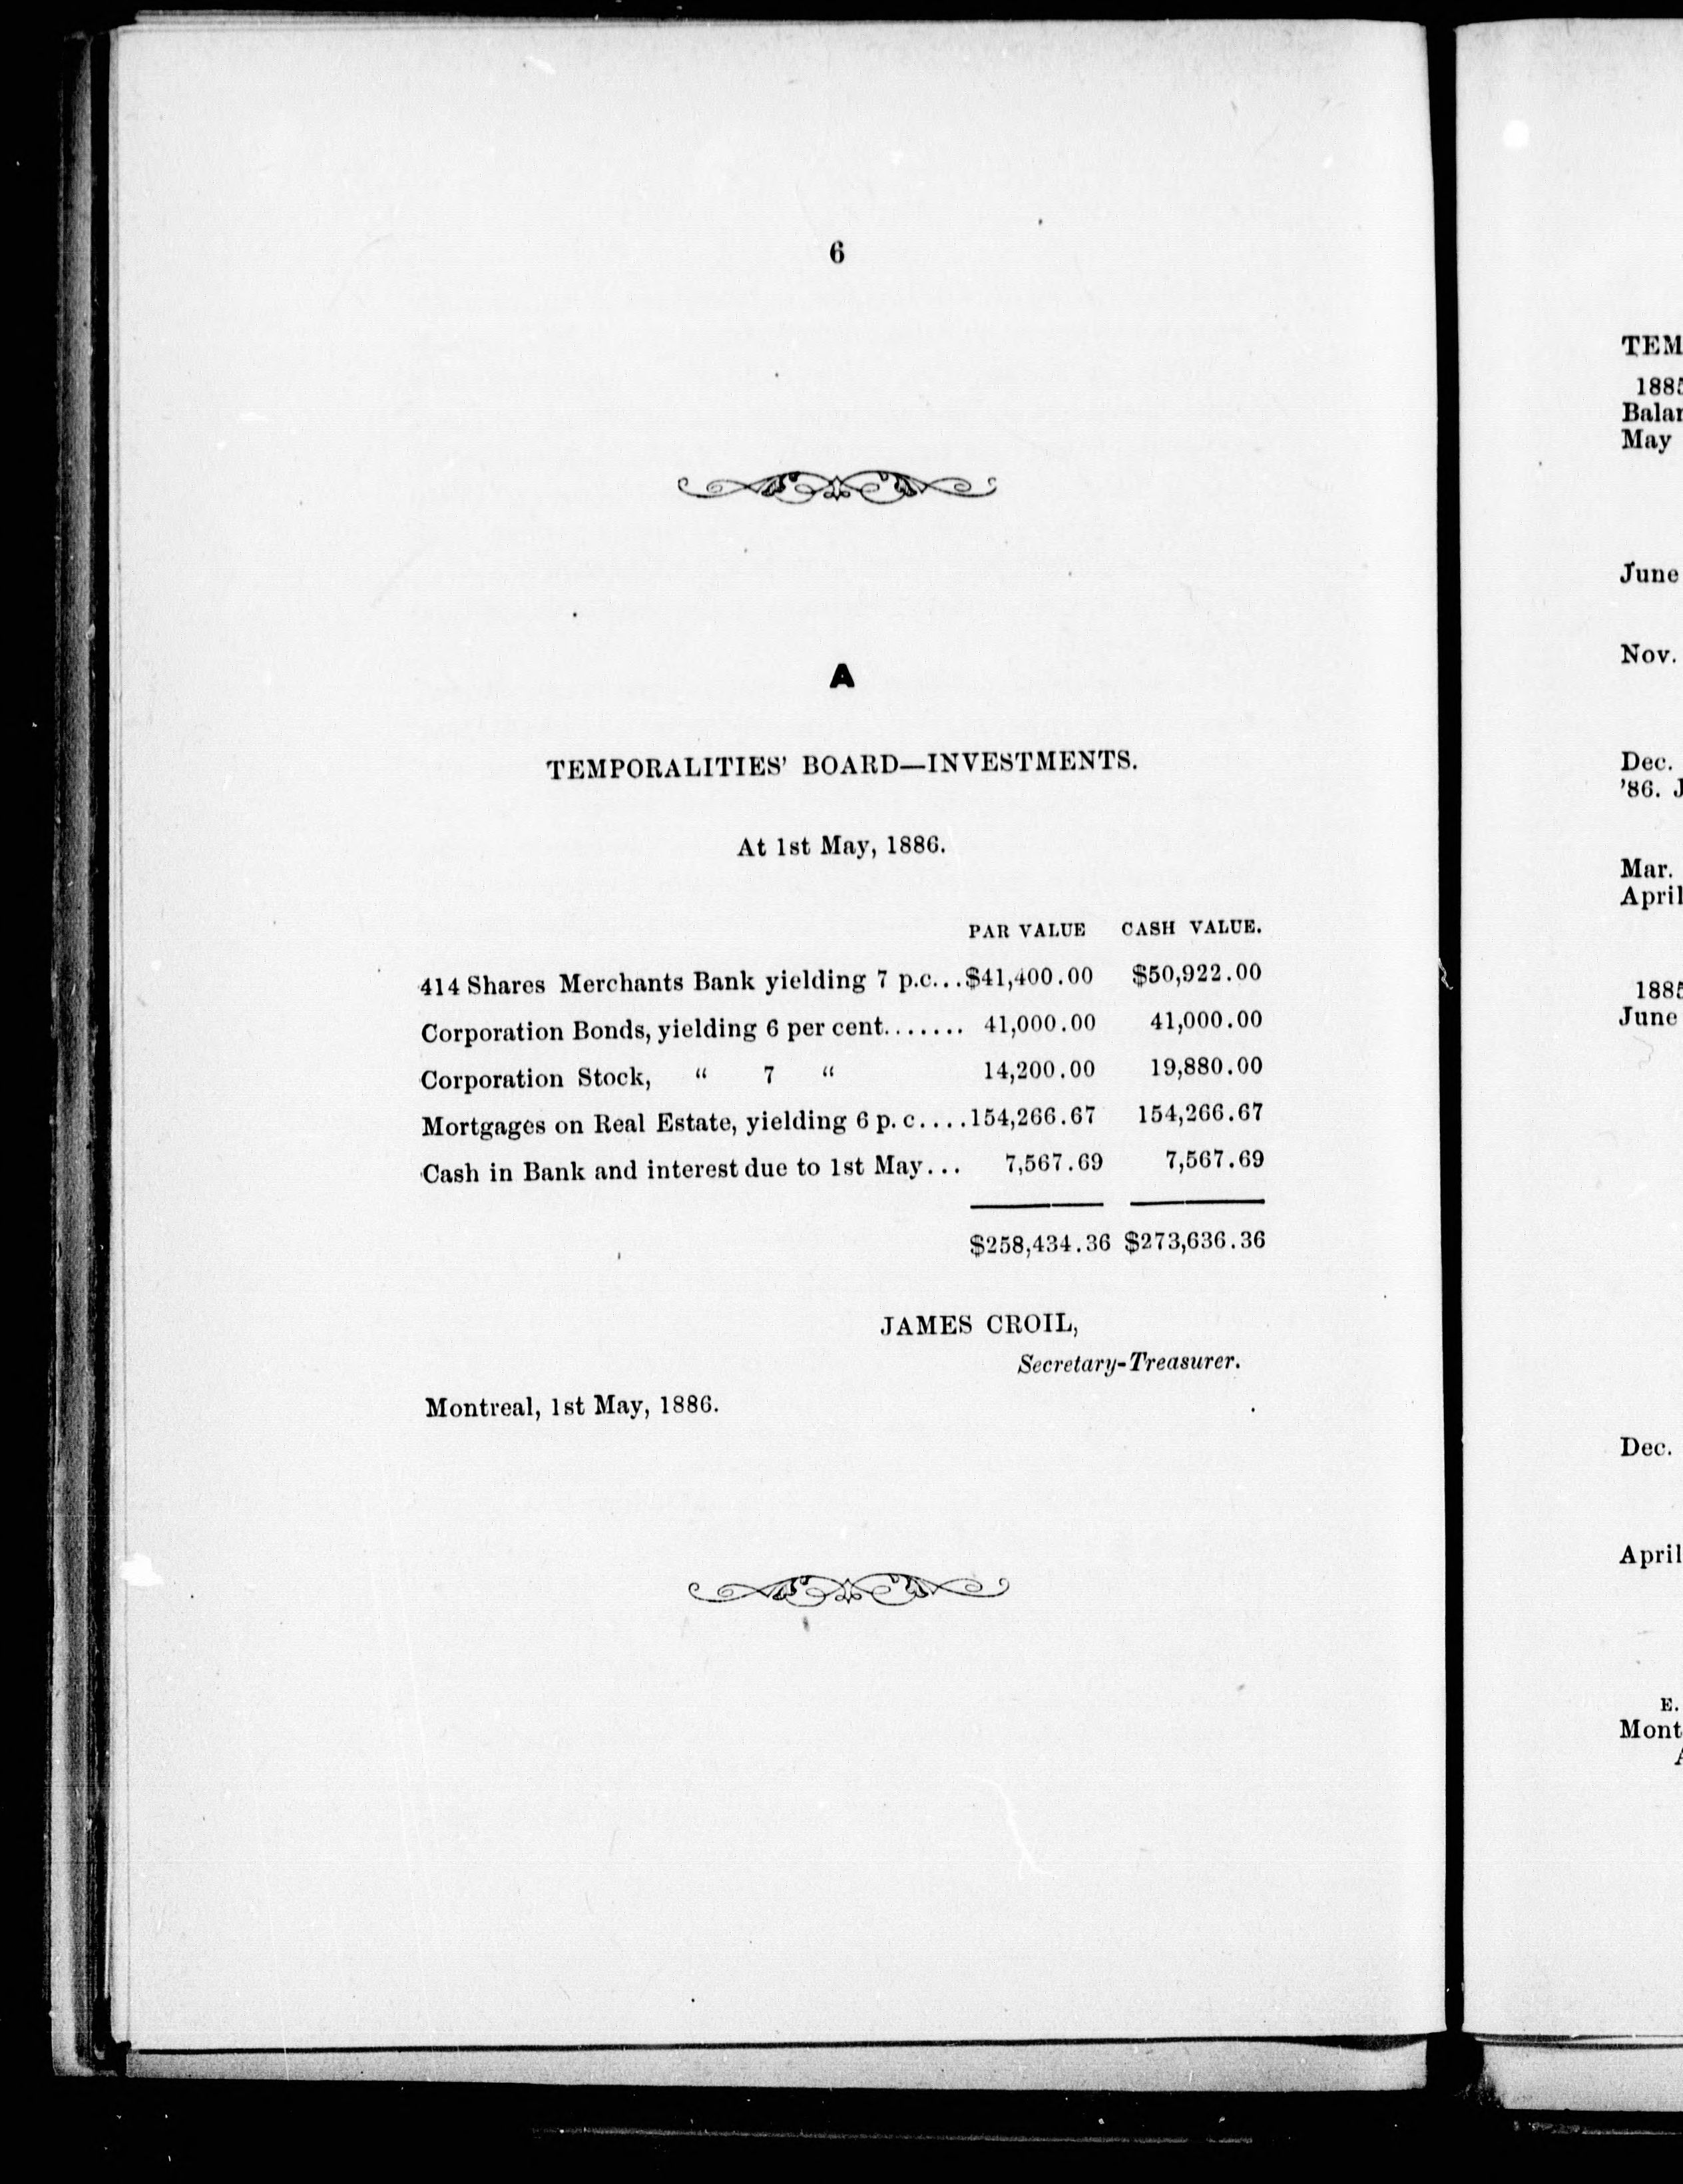 6
A
TEMPORALITIES' BOARD—INVESTMENTS.
At 1st May, 1886.
PAR VALUE CASH VALUE.
414 Shares Merchants Bank yielding 7 p.c...$41,400.00 $50,922.00
Corporation Bonds, yielding 6 per cent....... 41,000.00 41,000.00
Corporation Stock, “ 7 “ 14,200.00 19,880.00
Mortgages on Real Estate, yielding 6 p. c....154,266.67 154,266.67
Cash in Bank and interest due to 1st May... 7,567.69 7,567.69
$258,434.36 $273,636.36
JAMES CROIL,
Secretary-Treasurer.
Montreal, 1st May, 1886.
May
June
Nov.
Dec.
'86.
Mar.
April
June
Dec.
April
E.